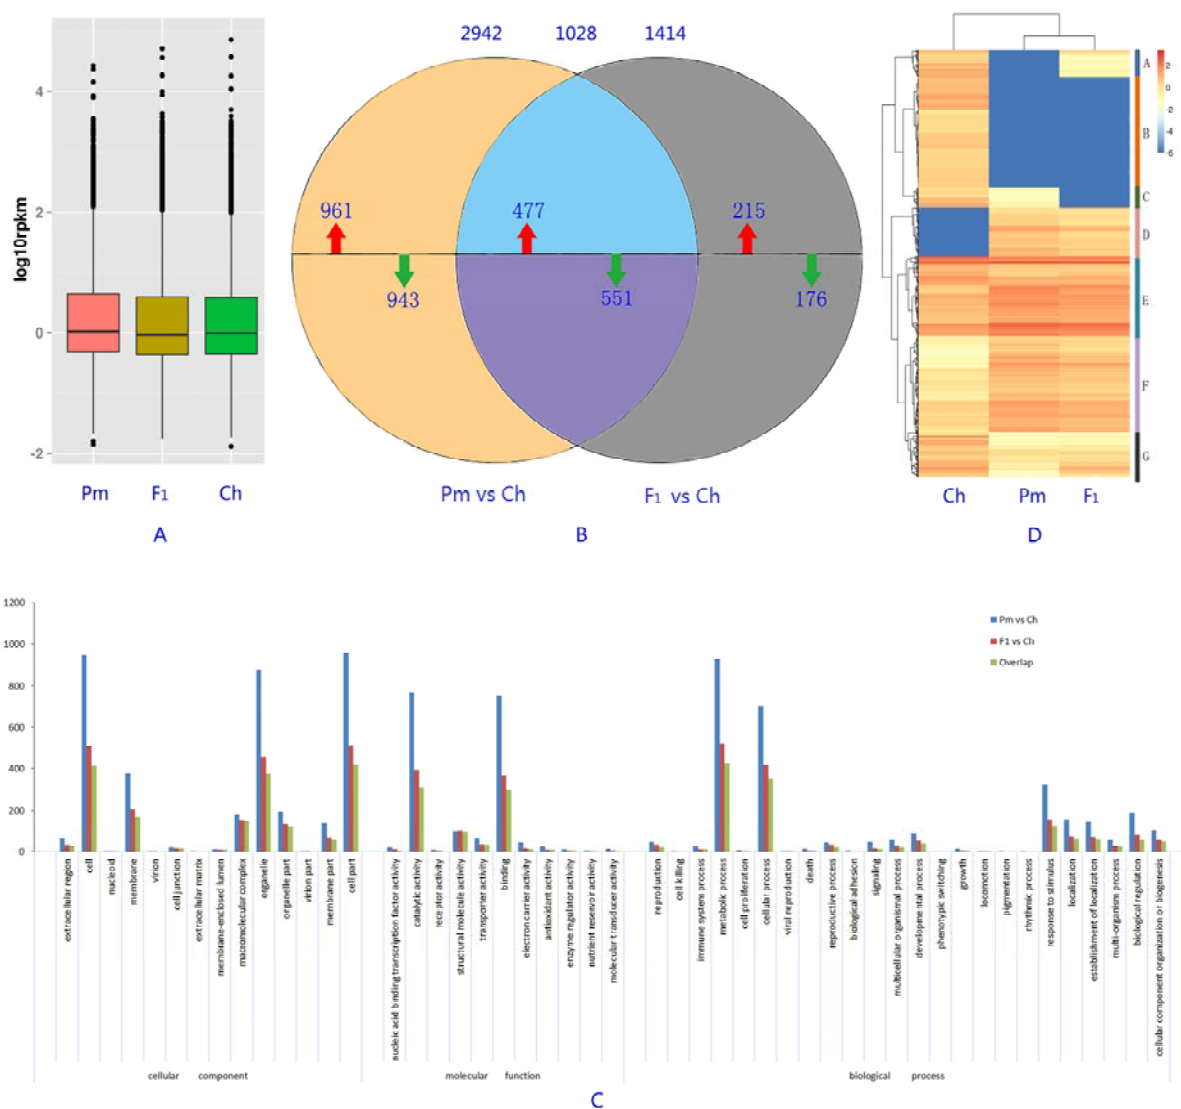 log10rpkm
4
2
0
-2
Pm F1 Ch
A
2942 1028 1414
961 477 215
943 551 176
Pm vs Ch F1 vs Ch
B
2
0
-2
-4
-6
A
B
C
D
E
F
G
Ch Pm F1
D
1200
1000
800
600
400
200
0
Pm vs Ch
F1 vs Ch
Overlap
extracellular region
cell
nucleoid
membrane
virion
cell junction
extracellular matrix
membrane-enclosed lumen
macromolecular complex
organelle
organelle part
virion part
membrane part
cell part
nucleic acid binding transcription factor activity
catalytic activity
receptor activity
structural molecule activity
transporter activity
binding
electron carrier activity
antioxidant activity
enzyme regulator activity
nutrient reservoir activity
molecular transducer activity
reproduction
cell killing
immune system process
metabolic process
cell proliferation
cellular process
viral reproduction
death
reproductive process
biological adhesion
signaling
multicellular organismal process
developmental process
phenotypic switching
growth
locomotion
pigmentation
rhythmic process
response to stimulus
localization
establishment of localization
multi-organism process
biological regulation
cellular component organization or biogenesis
cellular component
molecular function
biological process
C